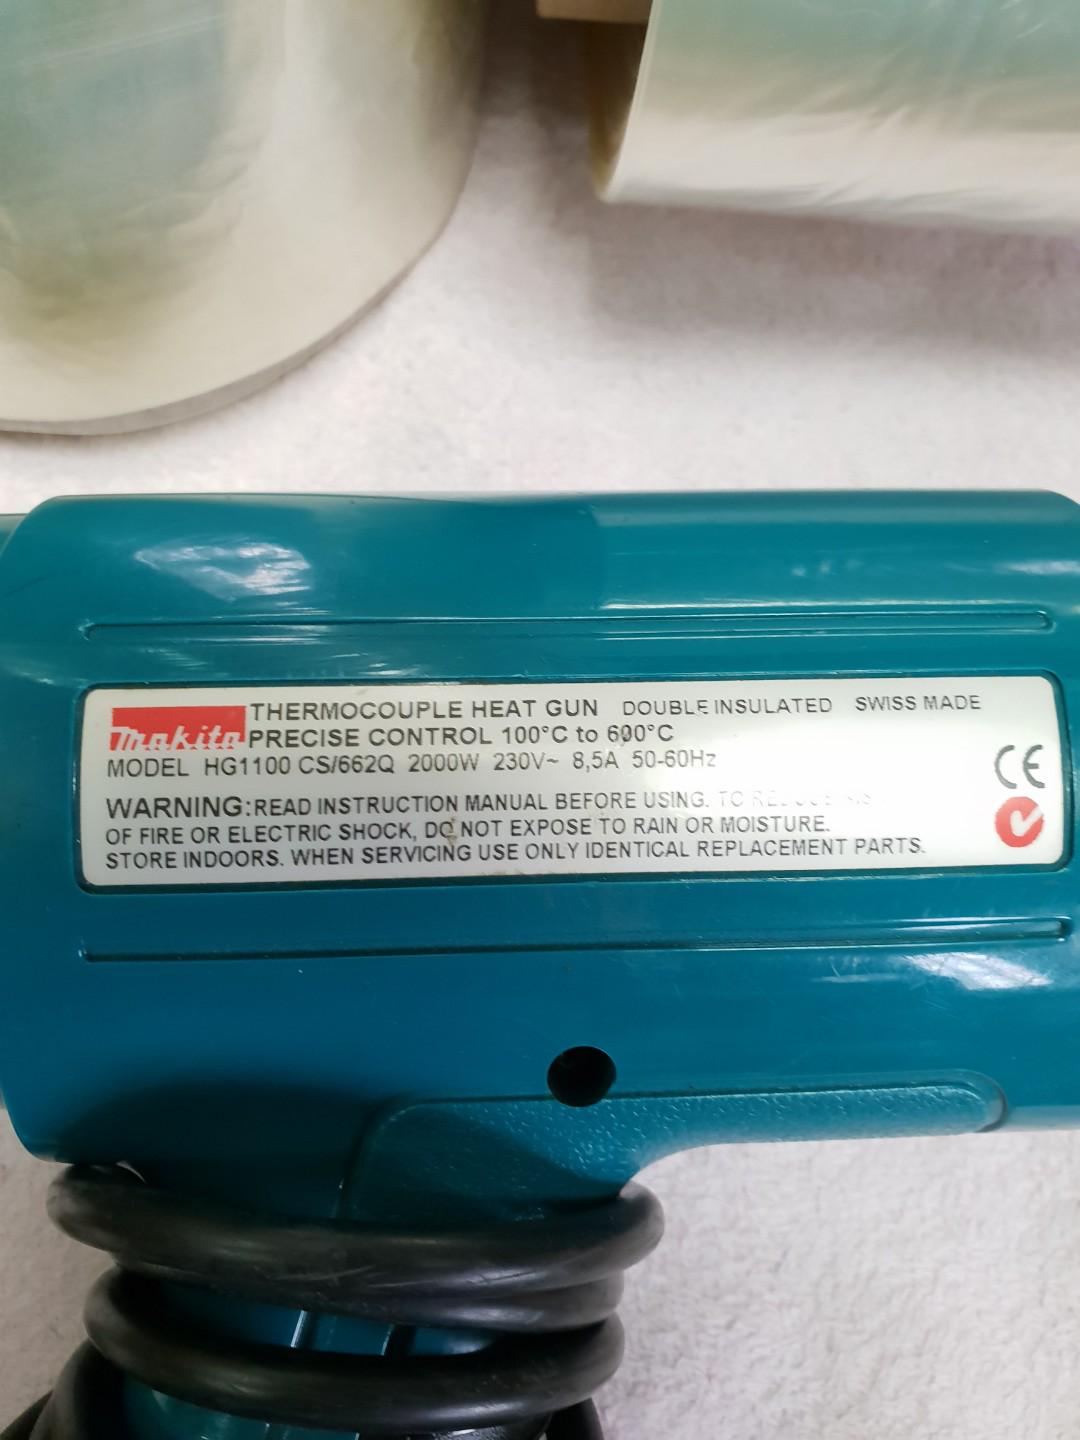 makita THERMOCOUPLE HEAT GUN DOUBLE INSULATED SWISS MADE
PRECISE CONTROL 100°C to 600°C
MODEL HG1100 CS/662Q 2000W 230V~ 8,5A 50-60Hz
CE
WARNING: READ INSTRUCTION MANUAL BEFORE USING. TO
OF FIRE OR ELECTRIC SHOCK, DO NOT EXPOSE TO RAIN OR MOISTURE.
STORE INDOORS. WHEN SERVICING USE ONLY IDENTICAL REPLACEMENT PARTS.